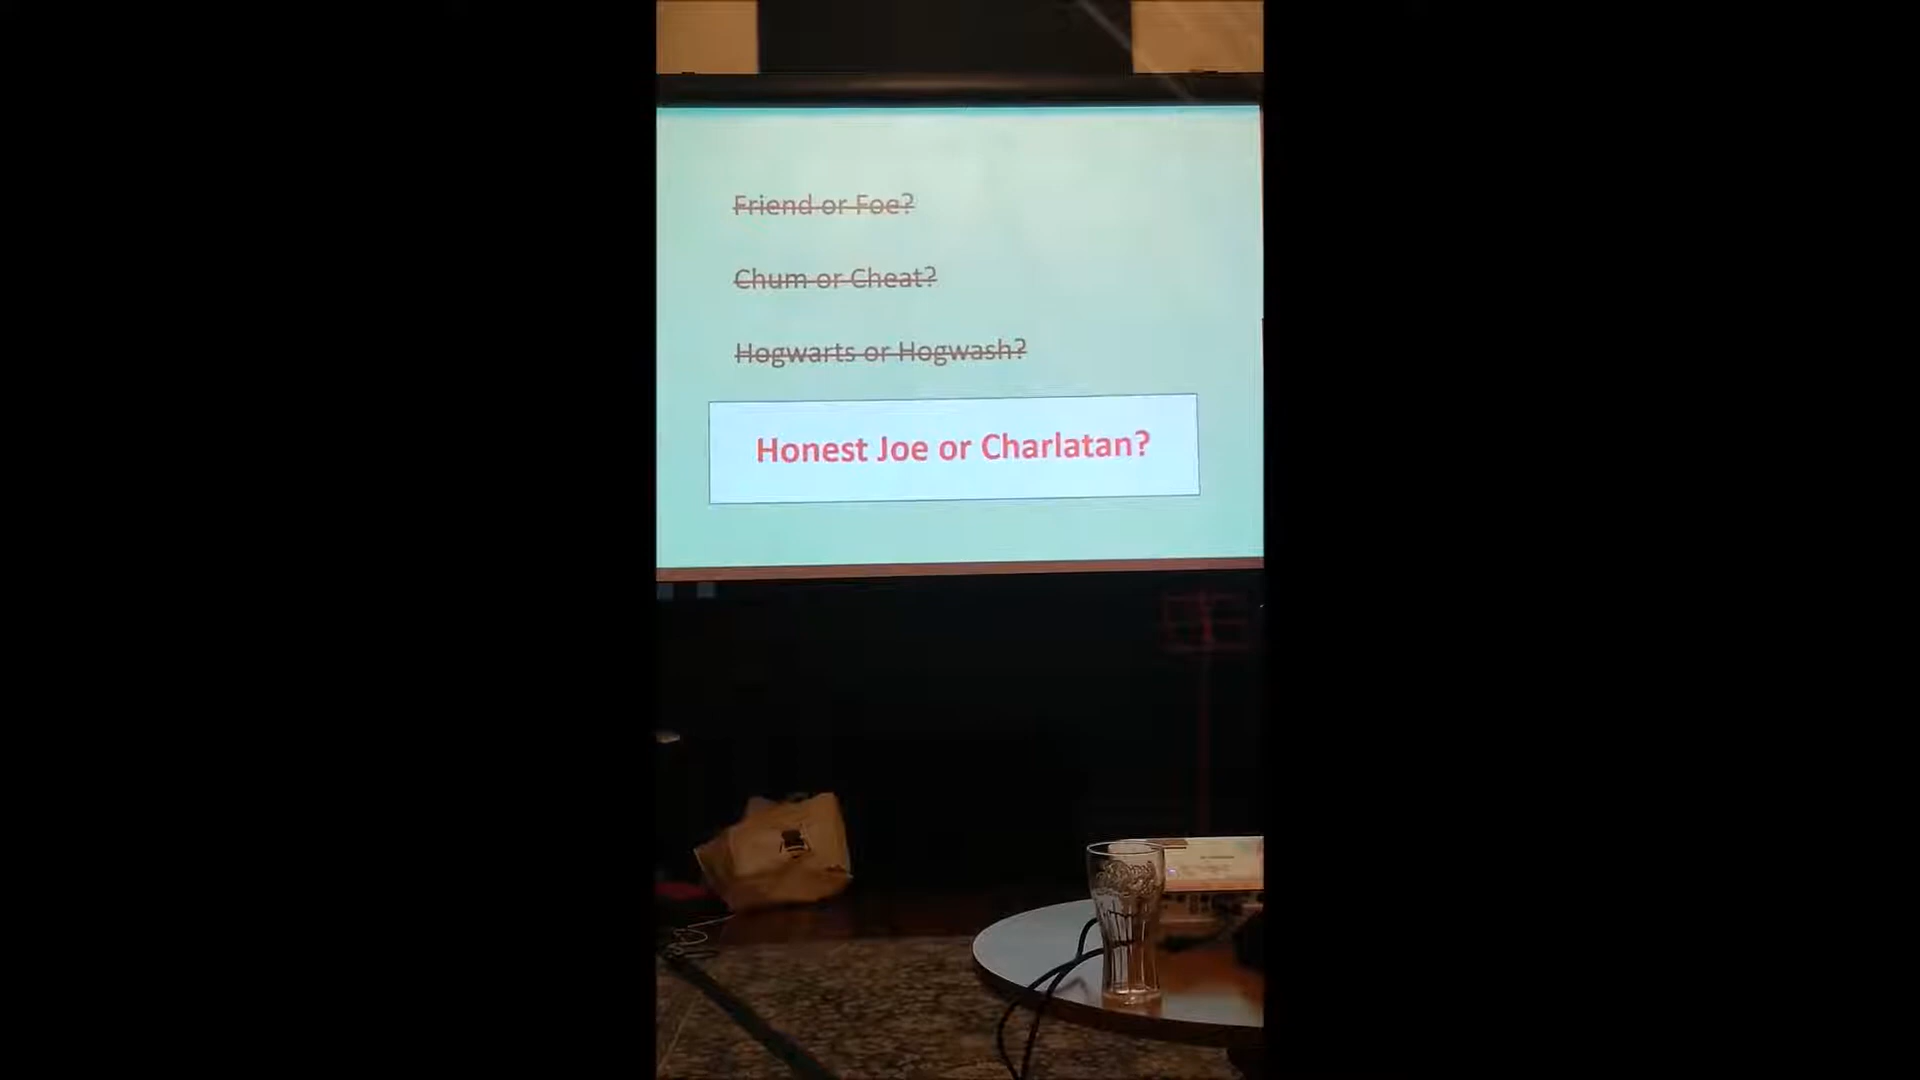 Friend or Foe?
Chum or Cheat?
Hogwarts or Hogwash?
Honest Joe or Charlatan?